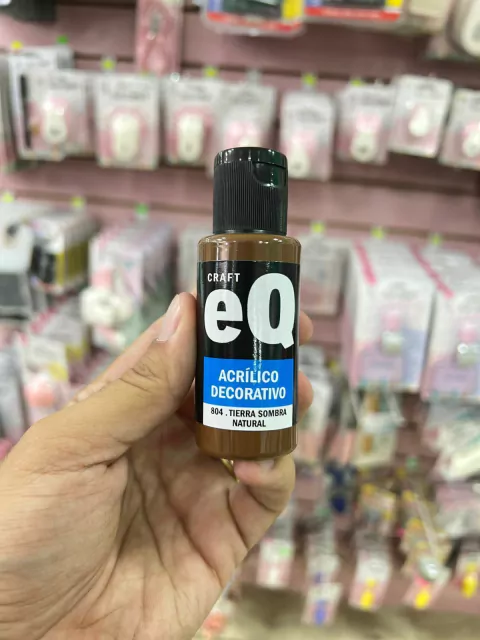 CRAFT
eQ
ACRÍLICO
DECORATIVO
804 . TIERRA SOMBRA
NATURAL